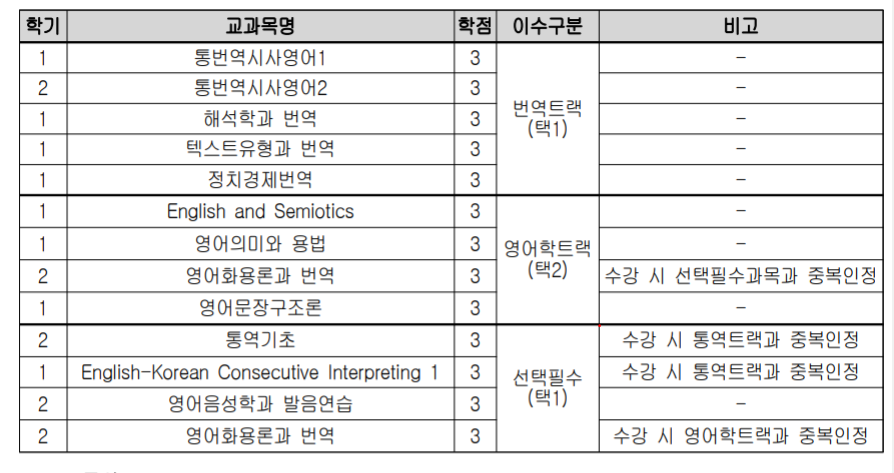 학기 교과목명 학점 이수구분 비고
1 통번역시사영어1 3 번역트랙 (택1) -
2 통번역시사영어2 3 -
1 해석학과 번역 3 -
1 텍스트유형과 번역 3 -
1 정치경제번역 3 -
1 English and Semiotics 3 영어학트랙 (택2) -
1 영어의미와 용법 3 -
2 영어화용론과 번역 3 수강 시 선택필수과목과 중복인정
1 영어문장구조론 3 -
2 통역기초 3 선택필수 (택1) 수강 시 통역트랙과 중복인정
1 English-Korean Consecutive Interpreting 1 3 수강 시 통역트랙과 중복인정
2 영어음성학과 발음연습 3 -
2 영어화용론과 번역 3 수강 시 영어학트랙과 중복인정